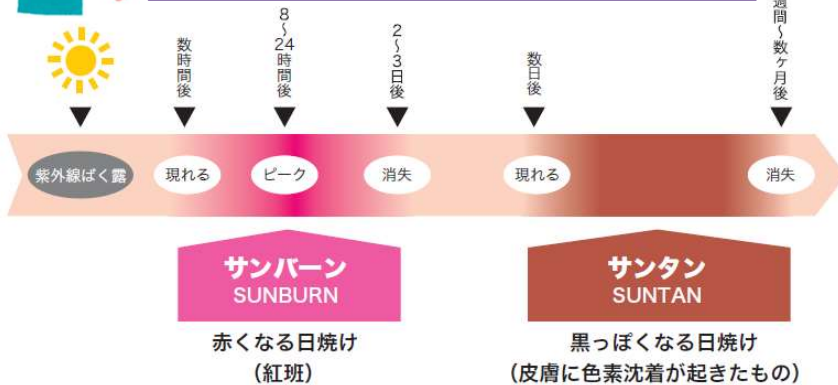 数時間後
8～24時間後
2～3日後
数日後
週間～数ヶ月後
紫外線ばく露
現れる
ピーク
消失
現れる
消失
サンバーン
SUNBURN
サンタン
SUNTAN
赤くなる日焼け
（紅班）
黒っぽくなる日焼け
（皮膚に色素沈着が起きたもの）